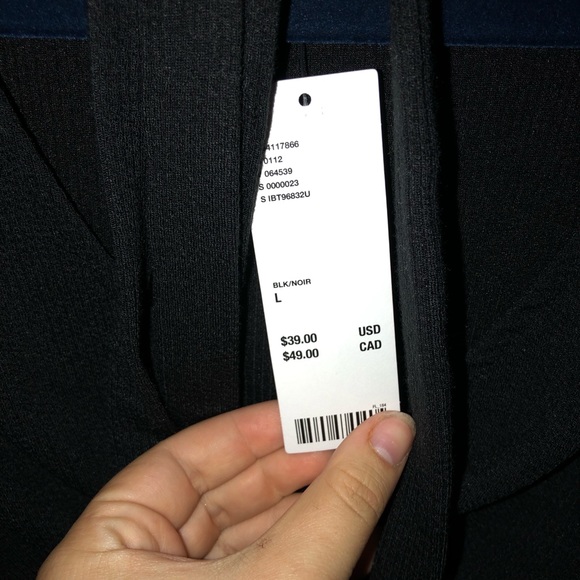 4117866
0112
064539
S 0000023
S IBT96832U
BLK/NOIR
L
$39.00 USD
$49.00 CAD